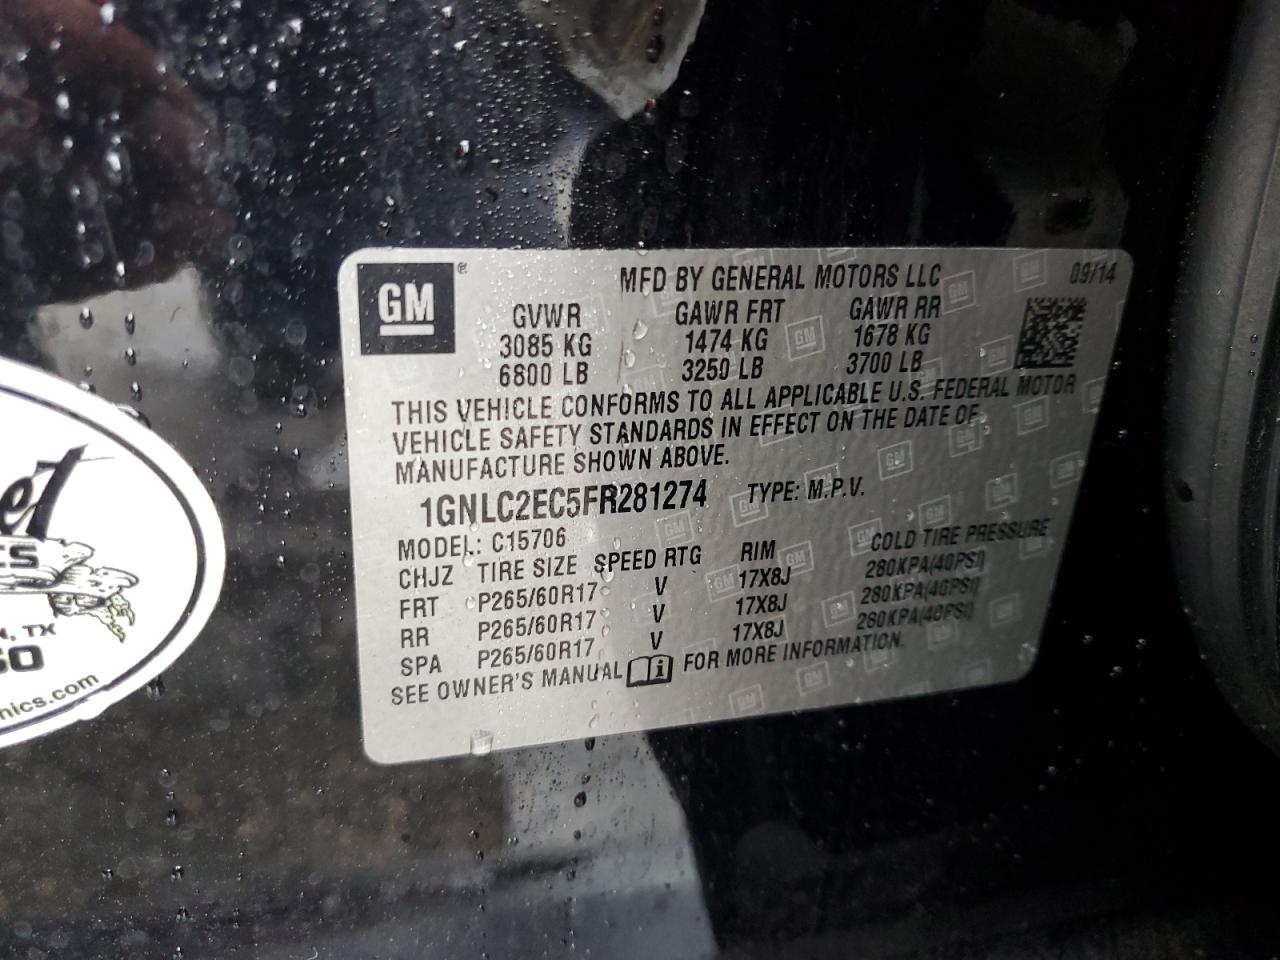 MFD BY GENERAL MOTORS LLC 09/14
GM ®
GVWR GAWR FRT GAWR RR
3085 KG 1474 KG 1678 KG
6800 LB 3250 LB 3700 LB
THIS VEHICLE CONFORMS TO ALL APPLICABLE U.S. FEDERAL MOTOR
VEHICLE SAFETY STANDARDS IN EFFECT ON THE DATE OF
MANUFACTURE SHOWN ABOVE.
1GNLC2EC5FR281274 TYPE: M.P.V.
MODEL: C15706
CHJZ TIRE SIZE SPEED RTG RIM COLD TIRE PRESSURE
FRT P265/60R17 V 17X8J 280KPA(40PSI)
RR P265/60R17 V 17X8J 280KPA(40PSI)
SPA P265/60R17 V 17X8J 280KPA(40PSI)
SEE OWNER'S MANUAL i FOR MORE INFORMATION.
, TX
hics.com